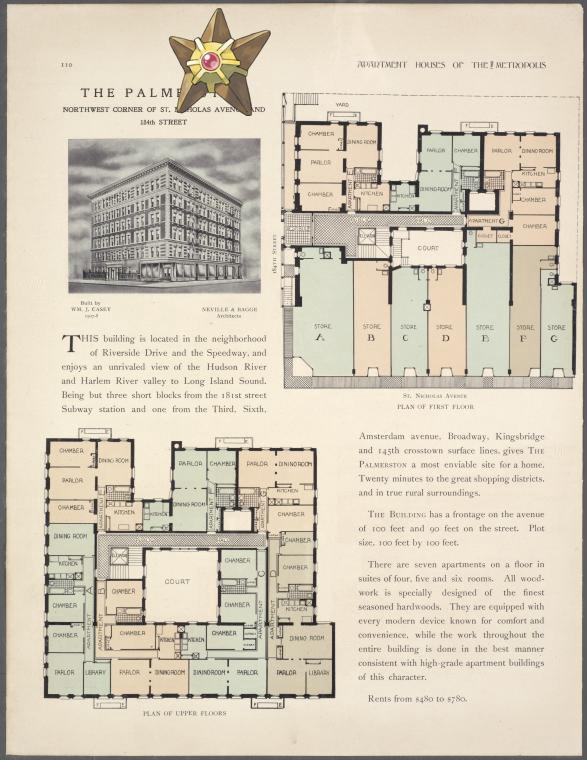 110
APARTMENT HOUSES OF THE METROPOLIS
THE PALME
NORTHWEST CORNER OF ST. NICHOLAS AVENUE AND
184th STREET
Built by
WM. J. CASEY
1907-8
NEVILLE & BAGGE
Architects
THIS building is located in the neighborhood
of Riverside Drive and the Speedway, and
enjoys an unrivaled view of the Hudson River
and Harlem River valley to Long Island Sound.
Being but three short blocks from the 181st street
Subway station and one from the Third, Sixth,
YARD
CHAMBER
DINING ROOM
PARLOR
CHAMBER
KITCHEN
PARLOR
CHAMBER
DINING ROOM
KITCHEN
APARTMENT
PARLOR
DINING ROOM
KITCHEN
CHAMBER
CHAMBER
APARTMENT G
184TH STREET
COURT
STORE
A
STORE
B
STORE
C
STORE
D
STORE
E
STORE
F
STORE
G
ST. NICHOLAS AVENUE
PLAN OF FIRST FLOOR
CHAMBER
DINING ROOM
PARLOR
CHAMBER
KITCHEN
PARLOR
CHAMBER
DINING ROOM
KITCHEN
APARTMENT
PARLOR
DINING ROOM
KITCHEN
CHAMBER
APARTMENT
DINING ROOM
KITCHEN
CHAMBER
CHAMBER
PARLOR
LIBRARY
APARTMENT A
CHAMBER
CHAMBER
KITCHEN
PARLOR
DINING ROOM
COURT
CHAMBER
CHAMBER
KITCHEN
CHAMBER
DINING ROOM
PARLOR
APARTMENT C
CHAMBER
CHAMBER
KITCHEN
DINING ROOM
PARLOR
LIBRARY
APARTMENT
PLAN OF UPPER FLOORS
Amsterdam avenue, Broadway, Kingsbridge
and 145th crosstown surface lines, gives THE
PALMERSTON a most enviable site for a home.
Twenty minutes to the great shopping districts,
and in true rural surroundings.
THE BUILDING has a frontage on the avenue
of 100 feet and 90 feet on the street. Plot
size, 100 feet by 100 feet.
There are seven apartments on a floor in
suites of four, five and six rooms. All wood-
work is specially designed of the finest
seasoned hardwoods. They are equipped with
every modern device known for comfort and
convenience, while the work throughout the
entire building is done in the best manner
consistent with high-grade apartment buildings
of this character.
Rents from $480 to $780.